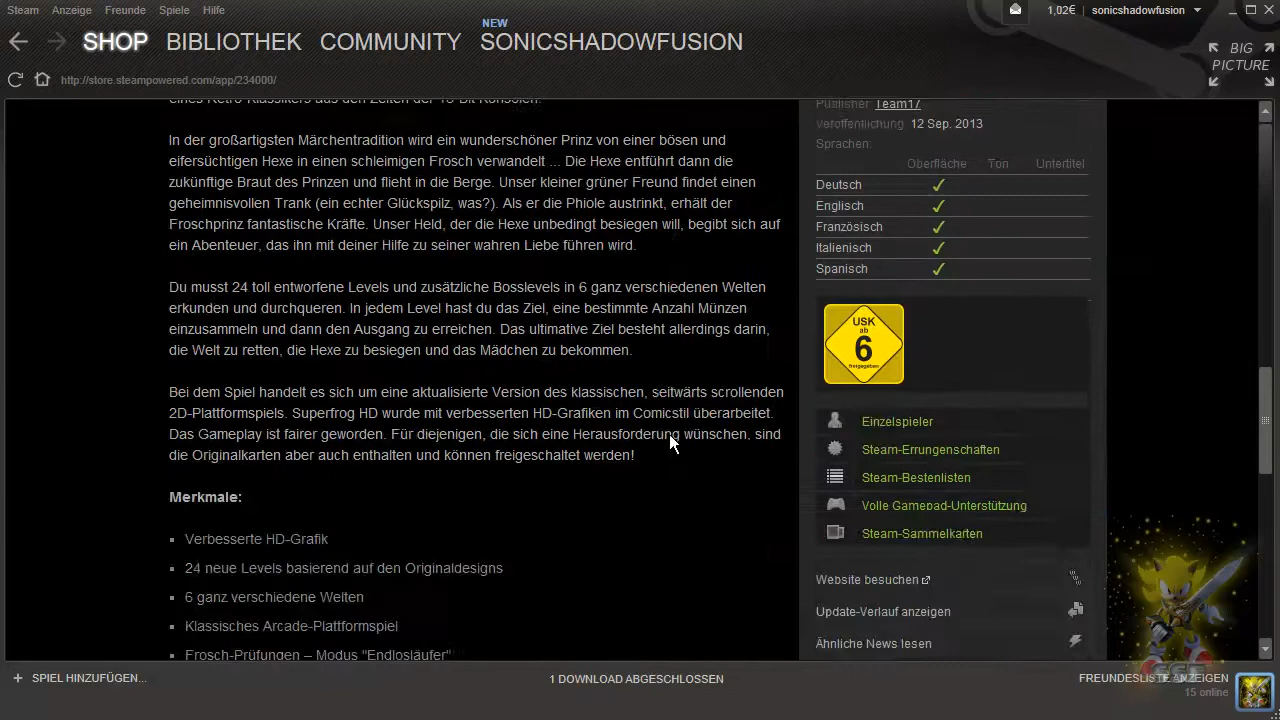 Steam Anzeige Freunde Spiele Hilfe
1,02€ sonicshadowfusion
NEW
SHOP BIBLIOTHEK COMMUNITY SONICSHADOWFUSION
BIG PICTURE
http://store.steampowered.com/app/234000/
eines Retro-Klassikers aus den Zeiten der 16-Bit Konsolen.
In der großartigsten Märchentradition wird ein wunderschöner Prinz von einer bösen und
eifersüchtigen Hexe in einen schleimigen Frosch verwandelt ... Die Hexe entführt dann die
zukünftige Braut des Prinzen und flieht in die Berge. Unser kleiner grüner Freund findet einen
geheimnisvollen Trank (ein echter Glückspilz, was?). Als er die Phiole austrinkt, erhält der
Froschprinz fantastische Kräfte. Unser Held, der die Hexe unbedingt besiegen will, begibt sich auf
ein Abenteuer, das ihn mit deiner Hilfe zu seiner wahren Liebe führen wird.
Du musst 24 toll entworfene Levels und zusätzliche Bosslevels in 6 ganz verschiedenen Welten
erkunden und durchqueren. In jedem Level hast du das Ziel, eine bestimmte Anzahl Münzen
einzusammeln und dann den Ausgang zu erreichen. Das ultimative Ziel besteht allerdings darin,
die Welt zu retten, die Hexe zu besiegen und das Mädchen zu bekommen.
Bei dem Spiel handelt es sich um eine aktualisierte Version des klassischen, seitwärts scrollenden
2D-Plattformspiels. Superfrog HD wurde mit verbesserten HD-Grafiken im Comicstil überarbeitet.
Das Gameplay ist fairer geworden. Für diejenigen, die sich eine Herausforderung wünschen, sind
die Originalkarten aber auch enthalten und können freigeschaltet werden!
Merkmale:
Verbesserte HD-Grafik
24 neue Levels basierend auf den Originaldesigns
6 ganz verschiedene Welten
Klassisches Arcade-Plattformspiel
Frosch-Prüfungen – Modus "Endlosläufer"
Publisher Team17
Veröffentlichung 12 Sep. 2013
Sprachen:
Oberfläche Ton Untertitel
Deutsch ✓
Englisch ✓
Französisch ✓
Italienisch ✓
Spanisch ✓
USK
ab
6
freigegeben
Einzelspieler
Steam-Errungenschaften
Steam-Bestenlisten
Volle Gamepad-Unterstützung
Steam-Sammelkarten
Website besuchen
Update-Verlauf anzeigen
Ähnliche News lesen
+ SPIEL HINZUFÜGEN...
1 DOWNLOAD ABGESCHLOSSEN
FREUNDESLISTE ANZEIGEN
15 online